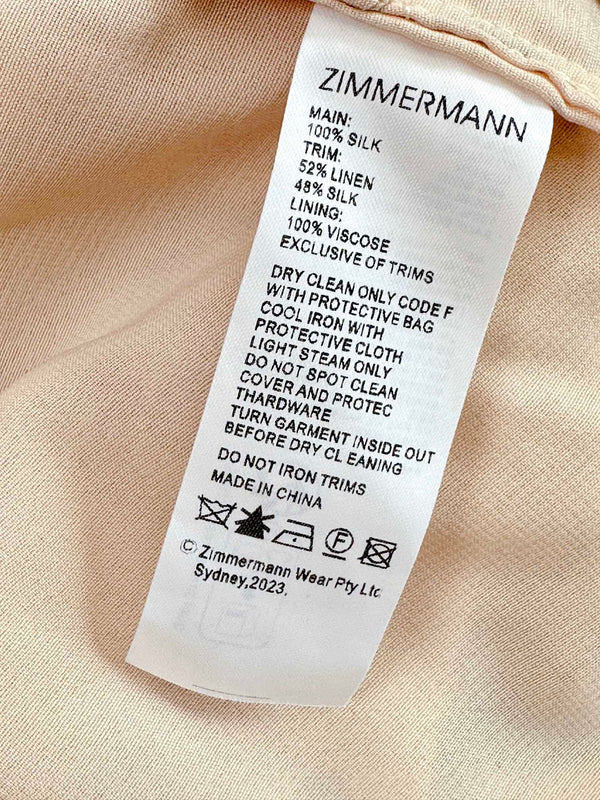 ZIMMERMANN
MAIN:
100% SILK
TRIM:
52% LINEN
48% SILK
LINING:
100% VISCOSE
EXCLUSIVE OF TRIMS
DRY CLEAN ONLY CODE F
WITH PROTECTIVE BAG
COOL IRON WITH
PROTECTIVE CLOTH
LIGHT STEAM ONLY
DO NOT SPOT CLEAN
COVER AND PROTEC
THARDWARE
TURN GARMENT INSIDE OUT
BEFORE DRY CL EANING
DO NOT IRON TRIMS
MADE IN CHINA
F
© Zimmermann Wear Pty Ltd
Sydney,2023.